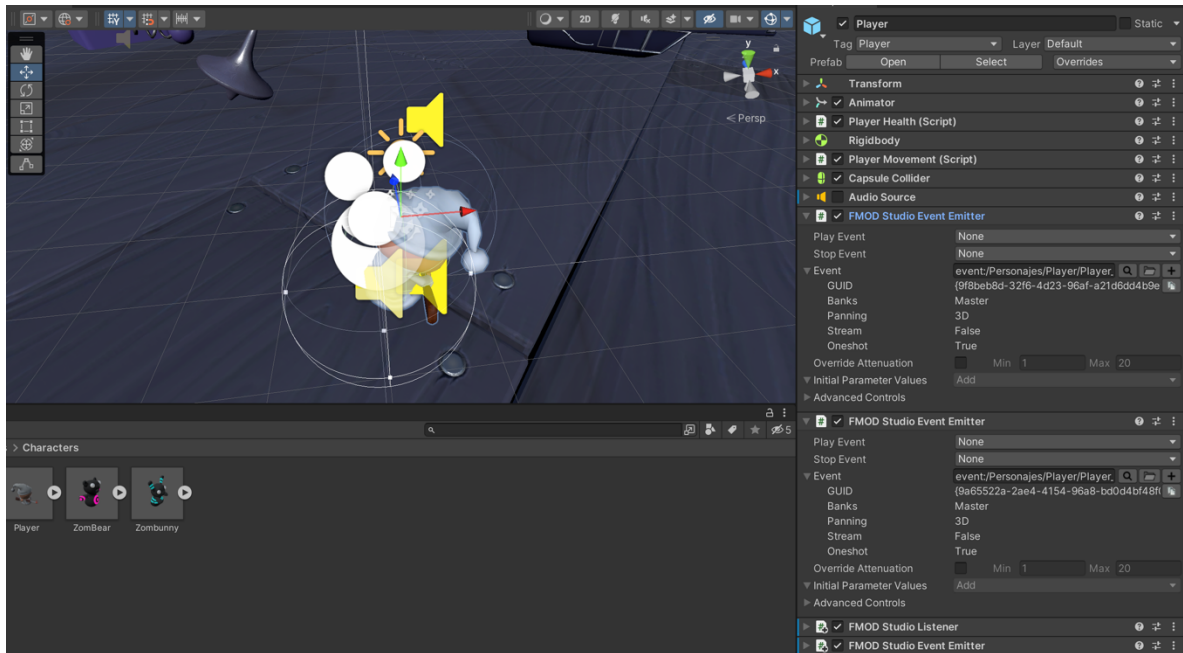 2D
y
x
< Persp
5
> Characters
Player
ZomBear
Zombunny
Player
Static
Tag Player
Layer Default
Prefab
Open
Select
Overrides
Transform
Animator
Player Health (Script)
Rigidbody
Player Movement (Script)
Capsule Collider
Audio Source
FMOD Studio Event Emitter
Play Event None
Stop Event None
Event event:/Personajes/Player/Player_
GUID {9f8beb8d-32f6-4d23-96af-a21d6dd4b9e
Banks Master
Panning 3D
Stream False
Oneshot True
Override Attenuation Min 1 Max 20
Initial Parameter Values Add
Advanced Controls
FMOD Studio Event Emitter
Play Event None
Stop Event None
Event event:/Personajes/Player/Player_
GUID {9a65522a-2ae4-4154-96a8-bd0d4bf48f(
Banks Master
Panning 3D
Stream False
Oneshot True
Override Attenuation Min 1 Max 20
Initial Parameter Values Add
Advanced Controls
FMOD Studio Listener
FMOD Studio Event Emitter